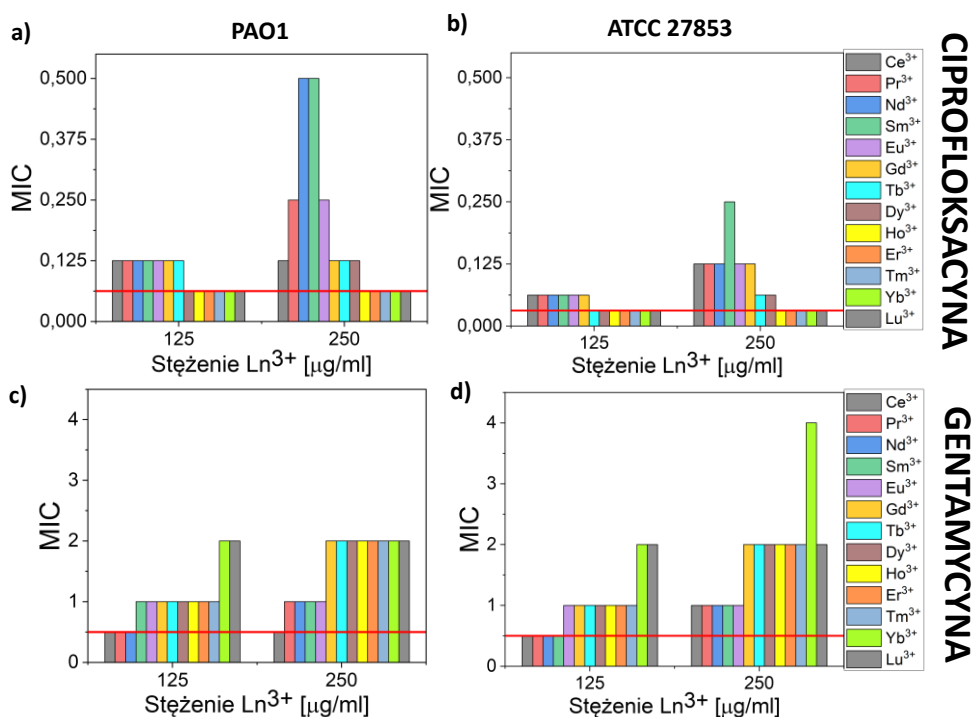 a)
PAO1
b)
ATCC 27853
CIPROFLOKSACYNA
MIC
0,500
0,375
0,250
0,125
0,000
125
250
Stężenie Ln3+ [µg/ml]
MIC
0,500
0,375
0,250
0,125
0,000
125
250
Stężenie Ln3+ [µg/ml]
Ce3+
Pr3+
Nd3+
Sm3+
Eu3+
Gd3+
Tb3+
Dy3+
Ho3+
Er3+
Tm3+
Yb3+
Lu3+
c)
MIC
4
3
2
1
0
125
250
Stężenie Ln3+ [µg/ml]
d)
MIC
4
3
2
1
0
125
250
Stężenie Ln3+ [µg/ml]
Ce3+
Pr3+
Nd3+
Sm3+
Eu3+
Gd3+
Tb3+
Dy3+
Ho3+
Er3+
Tm3+
Yb3+
Lu3+
GENTAMYCYNA